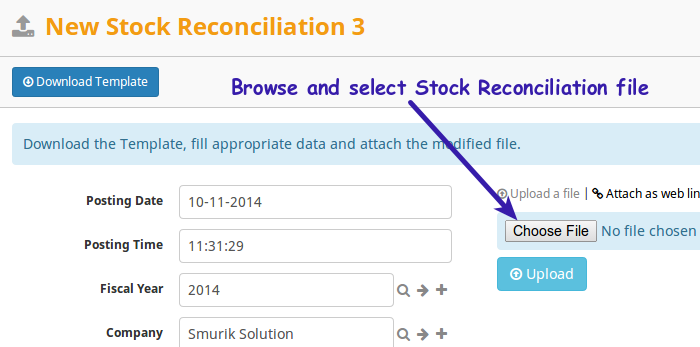 New Stock Reconciliation 3
Download Template
Browse and select Stock Reconciliation file
Download the Template, fill appropriate data and attach the modified file.
Posting Date
10-11-2014
Upload a file | Attach as web lin
Choose File No file chosen
Posting Time
11:31:29
Upload
Fiscal Year
2014
Company
Smurik Solution